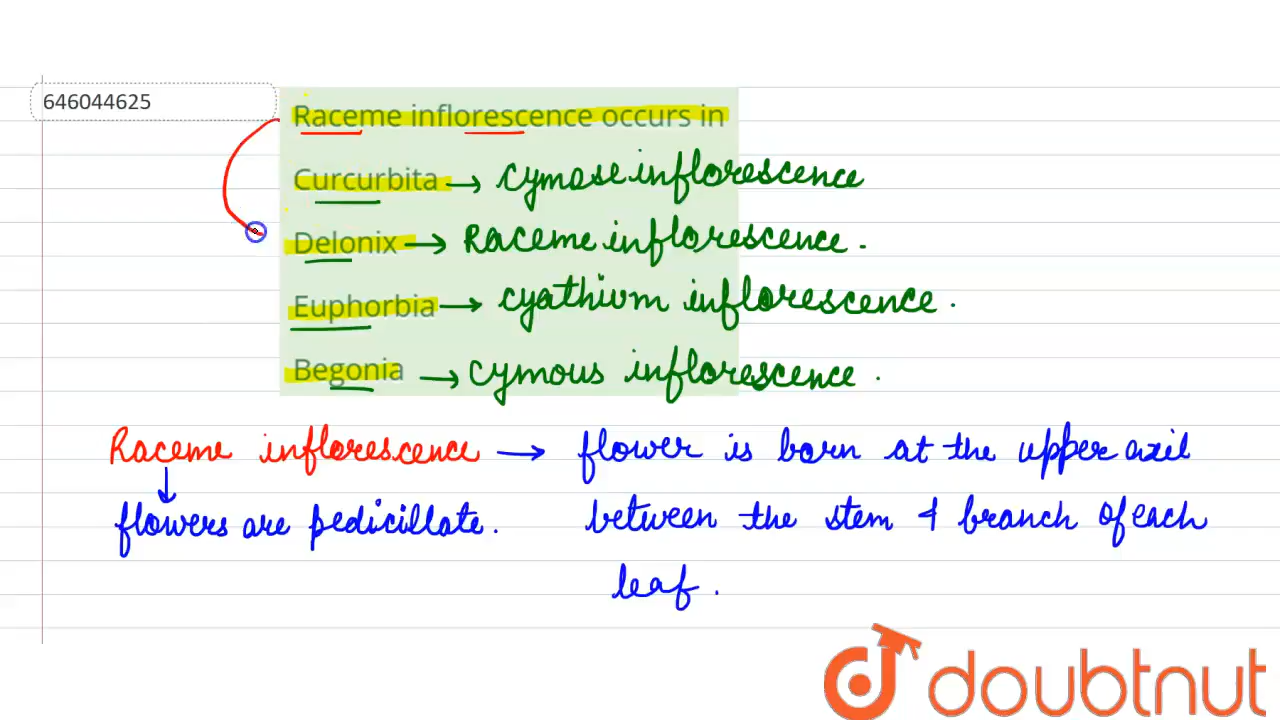 646044625
Raceme inflorescence occurs in
Curcurbita → Cymose inflorescence
Delonix → Raceme inflorescence.
Euphorbia → cyathium inflorescence.
Begonia → cymous inflorescence.
Raceme inflorescence → flower is born at the upper axil
flowers are pedicillate. between the stem & branch of each
leaf.
doubtnut